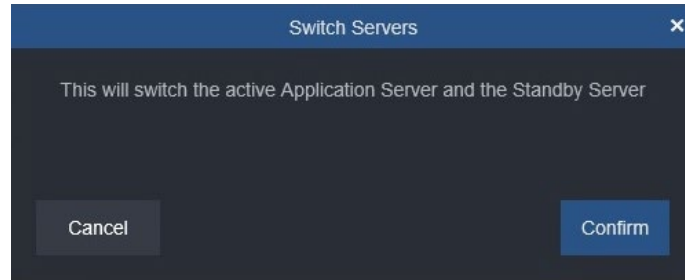 Switch Servers
This will switch the active Application Server and the Standby Server
Cancel
Confirm